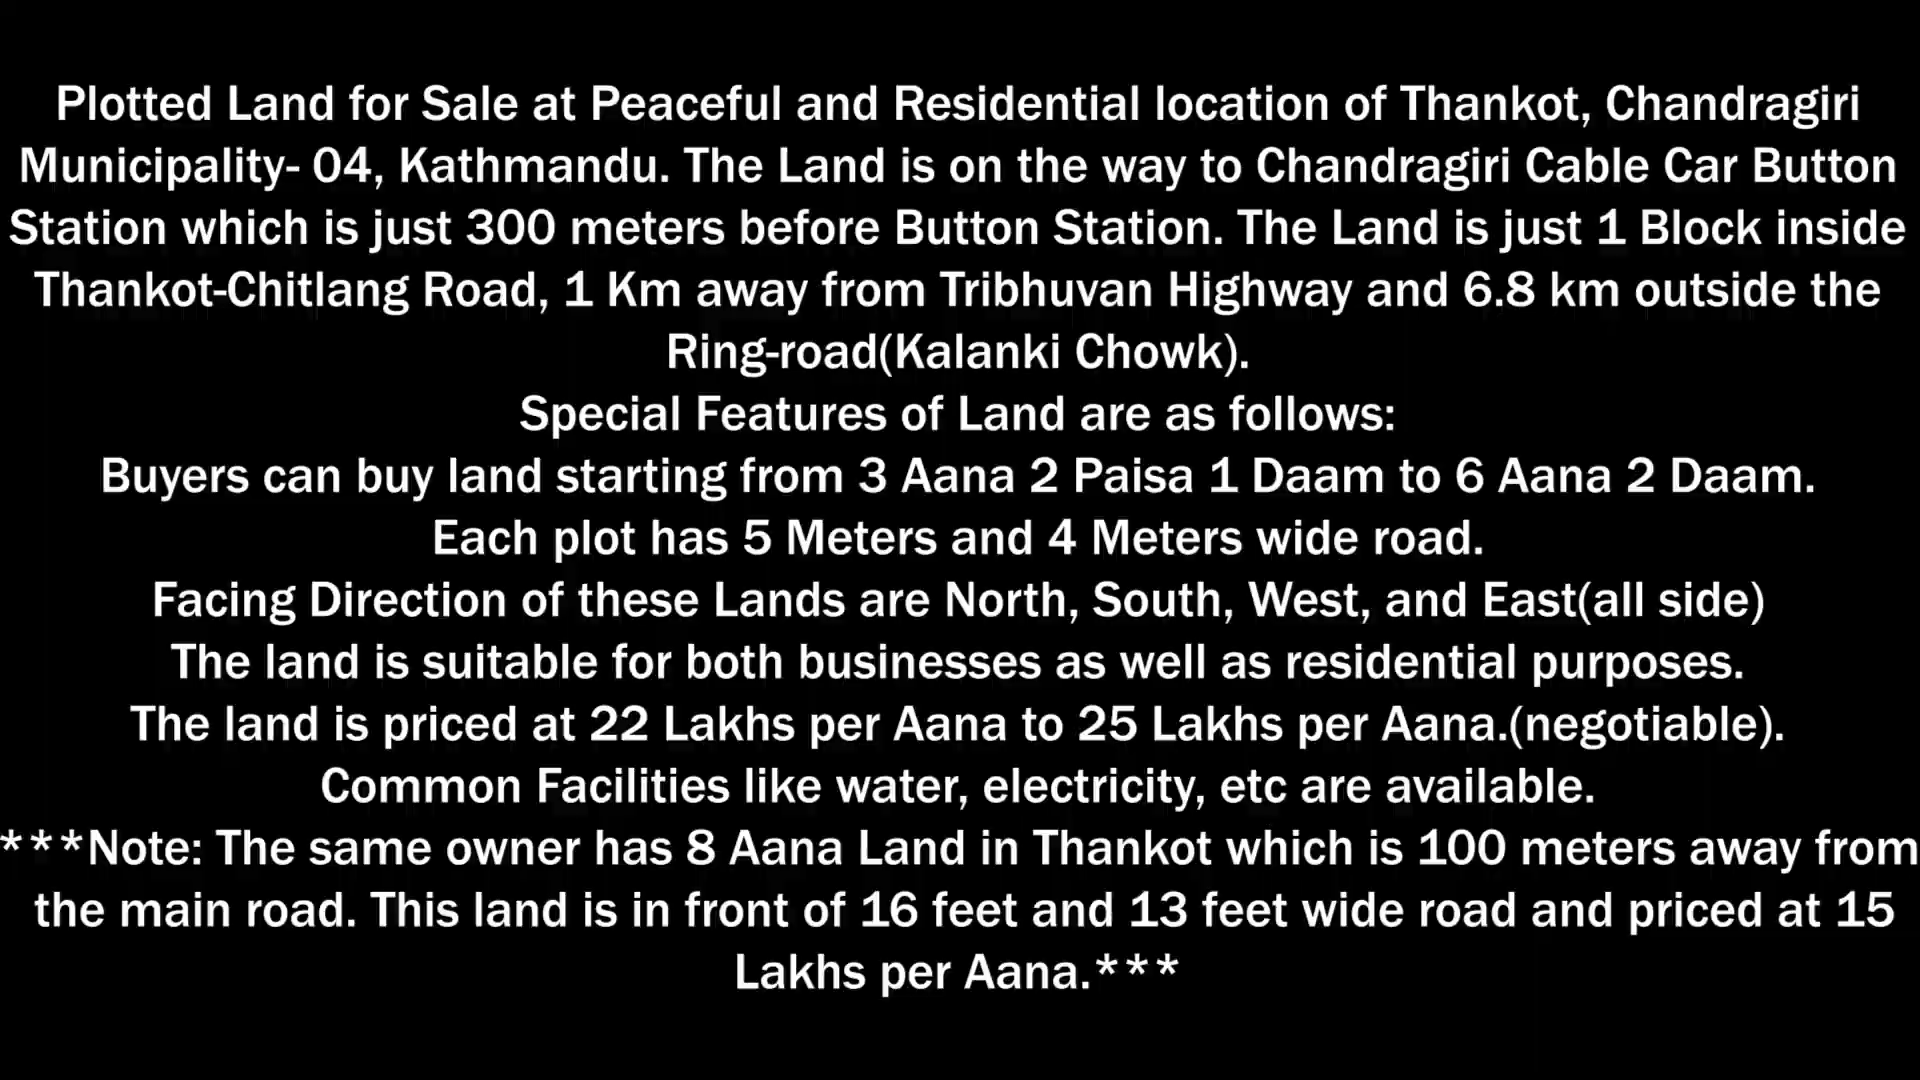 Plotted Land for Sale at Peaceful and Residential location of Thankot, Chandragiri
Municipality- 04, Kathmandu. The Land is on the way to Chandragiri Cable Car Button
Station which is just 300 meters before Button Station. The Land is just 1 Block inside
Thankot-Chitlang Road, 1 Km away from Tribhuvan Highway and 6.8 km outside the
Ring-road(Kalanki Chowk).
Special Features of Land are as follows:
Buyers can buy land starting from 3 Aana 2 Paisa 1 Daam to 6 Aana 2 Daam.
Each plot has 5 Meters and 4 Meters wide road.
Facing Direction of these Lands are North, South, West, and East(all side)
The land is suitable for both businesses as well as residential purposes.
The land is priced at 22 Lakhs per Aana to 25 Lakhs per Aana.(negotiable).
Common Facilities like water, electricity, etc are available.
***Note: The same owner has 8 Aana Land in Thankot which is 100 meters away from
the main road. This land is in front of 16 feet and 13 feet wide road and priced at 15
Lakhs per Aana.***